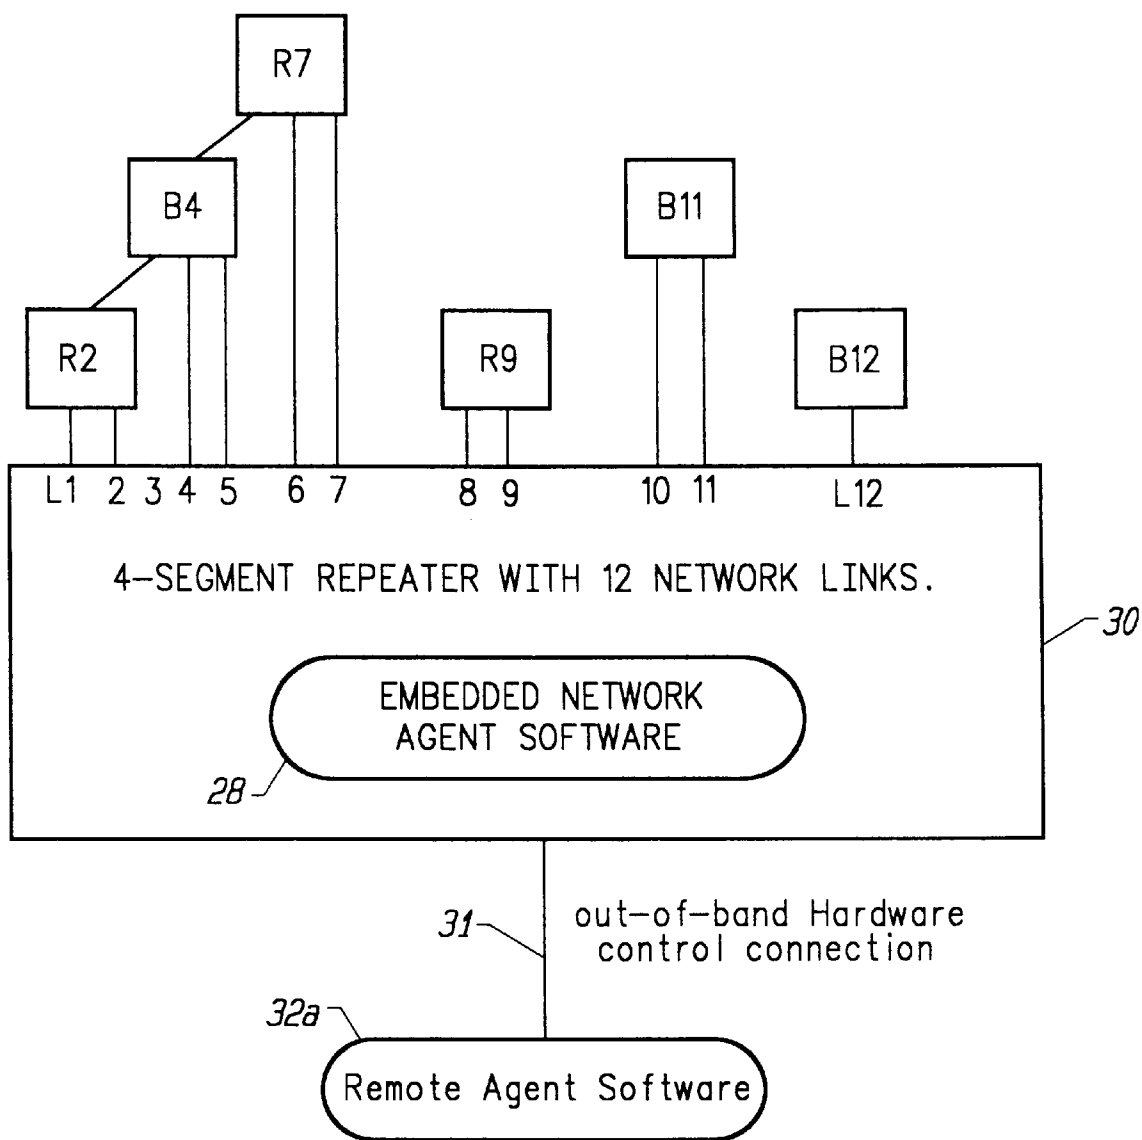 R7
B4
B11
R2
R9
B12
L1 2 3 4 5 6 7 8 9 10 11 L12
4-SEGMENT REPEATER WITH 12 NETWORK LINKS.
30
EMBEDDED NETWORK
AGENT SOFTWARE
28
31
out-of-band Hardware
control connection
32a
Remote Agent Software